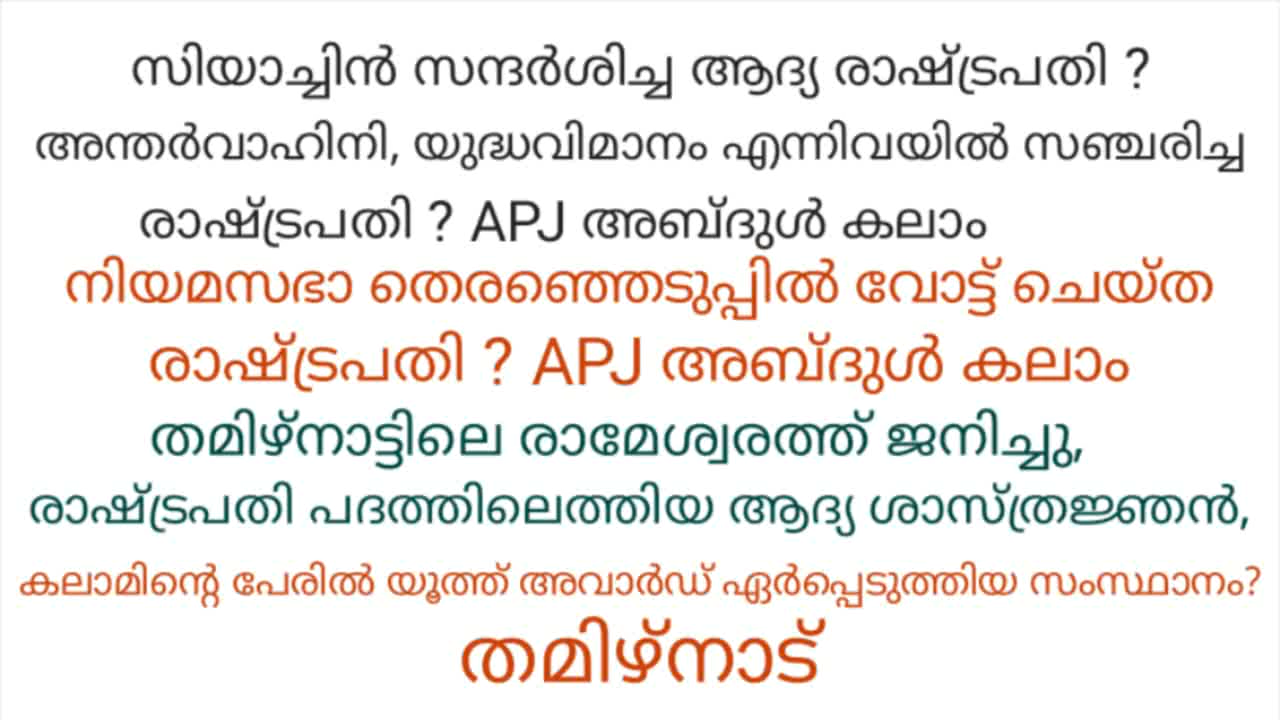 സിയാച്ചിൻ സന്ദർശിച്ച ആദ്യ രാഷ്ട്രപതി ?
അന്തർവാഹിനി, യുദ്ധവിമാനം എന്നിവയിൽ സഞ്ചരിച്ച
രാഷ്ട്രപതി ? APJ അബ്ദുൾ കലാം
നിയമസഭാ തെരഞ്ഞെടുപ്പിൽ വോട്ട് ചെയ്ത
രാഷ്ട്രപതി ? APJ അബ്ദുൾ കലാം
തമിഴ്നാട്ടിലെ രാമേശ്വരത്ത് ജനിച്ചു,
രാഷ്ട്രപതി പദത്തിലെത്തിയ ആദ്യ ശാസ്ത്രജ്ഞൻ,
കലാമിന്റെ പേരിൽ യൂത്ത് അവാർഡ് ഏർപ്പെടുത്തിയ സംസ്ഥാനം?
തമിഴ്നാട്